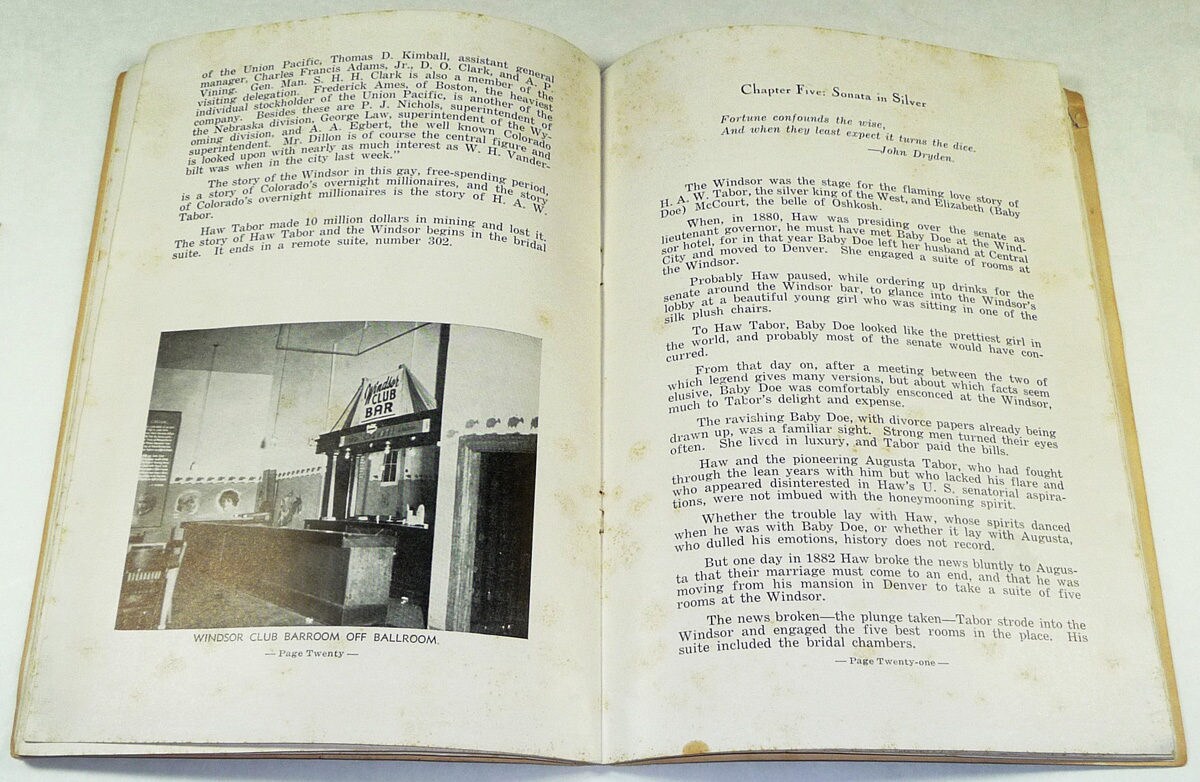 of the Union Pacific, Thomas D. Kimball, assistant general
manager, Charles Francis Adams, Jr., D. O. Clark, and A. P.
Vining. Gen. Man. S. H. H. Clark is also a member of the
visiting delegation. Frederick Ames, of Boston, the heaviest
individual stockholder of the Union Pacific, is another of the
company. Besides these are P. J. Nichols, superintendent of
the Nebraska division, George Law, superintendent of the Wy-
oming division, and A. A. Egbert, the well known Colorado
superintendent. Mr. Dillon is of course the central figure and
is looked upon with nearly as much interest as W. H. Vander-
bilt was when in the city last week."
The story of the Windsor in this gay, free-spending period,
is a story of Colorado's overnight millionaires, and the story
of Colorado's overnight millionaires is the story of H. A. W.
Tabor.
Haw Tabor made 10 million dollars in mining and lost it.
The story of Haw Tabor and the Windsor begins in the bridal
suite. It ends in a remote suite, number 302.
Windsor
CLUB
BAR
WINDSOR CLUB BARROOM OFF BALLROOM.
— Page Twenty —
Chapter Five: Sonata in Silver
Fortune confounds the wise,
And when they least expect it turns the dice.
—John Dryden.
The Windsor was the stage for the flaming love story of
H. A. W. Tabor, the silver king of the West, and Elizabeth (Baby
Doe) McCourt, the belle of Oshkosh.
When, in 1880, Haw was presiding over the senate as
lieutenant governor, he must have met Baby Doe at the Wind-
sor hotel, for in that year Baby Doe left her husband at Central
City and moved to Denver. She engaged a suite of rooms at
the Windsor.
Probably Haw paused, while ordering up drinks for the
senate around the Windsor bar, to glance into the Windsor's
lobby at a beautiful young girl who was sitting in one of the
silk plush chairs.
To Haw Tabor, Baby Doe looked like the prettiest girl in
the world, and probably most of the senate would have con-
curred.
From that day on, after a meeting between the two of
which legend gives many versions, but about which facts seem
elusive, Baby Doe was comfortably ensconced at the Windsor,
much to Tabor's delight and expense.
The ravishing Baby Doe, with divorce papers already being
drawn up, was a familiar sight. Strong men turned their eyes
often. She lived in luxury and Tabor paid the bills.
Haw and the pioneering Augusta Tabor, who had fought
through the lean years with him but who lacked his flare and
who appeared disinterested in Haw's U. S. senatorial aspira-
tions, were not imbued with the honeymooning spirit.
Whether the trouble lay with Haw, whose spirits danced
when he was with Baby Doe, or whether it lay with Augusta,
who dulled his emotions, history does not record.
But one day in 1882 Haw broke the news bluntly to Augus-
ta that their marriage must come to an end, and that he was
moving from his mansion in Denver to take a suite of five
rooms at the Windsor.
The news broken—the plunge taken—Tabor strode into the
Windsor and engaged the five best rooms in the place. His
suite included the bridal chambers.
— Page Twenty-one —